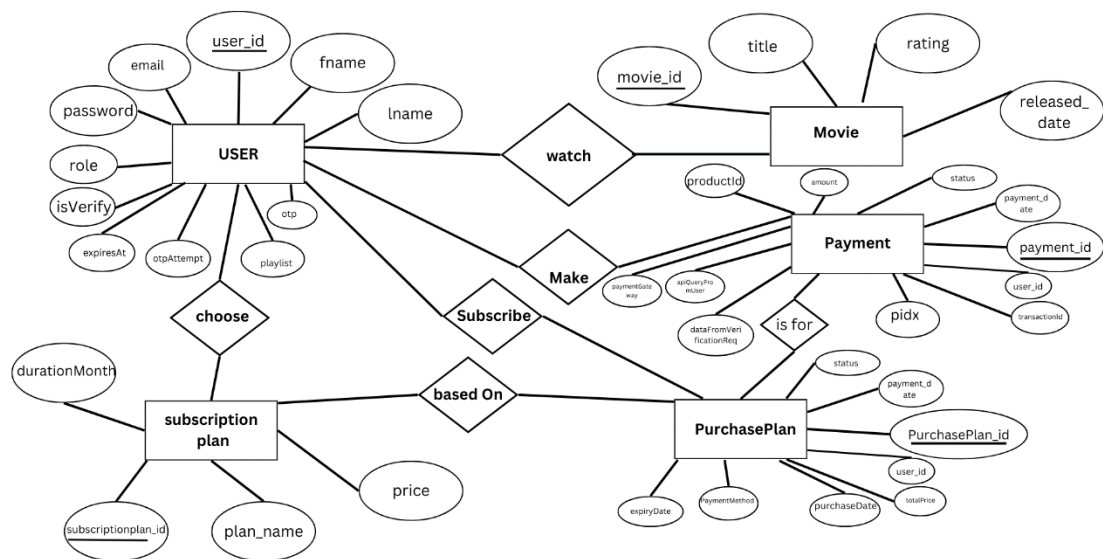 user_id
email
fname
password
lname
role
isVerify
expiresAt
otpAttempt
playlist
otp
USER
watch
movie_id
title
rating
released_
date
Movie
Make
productId
amount
status
payment_d
ate
payment_id
user_id
transactionId
pidx
dataFromVeri
ficationReq
apiQueryFro
mUser
paymentGate
way
Payment
choose
Subscribe
is for
durationMonth
subscription
plan
subscriptionplan_id
plan_name
price
based On
PurchasePlan
status
payment_d
ate
PurchasePlan_id
user_id
totalPrice
purchaseDate
PaymentMethod
expiryDate